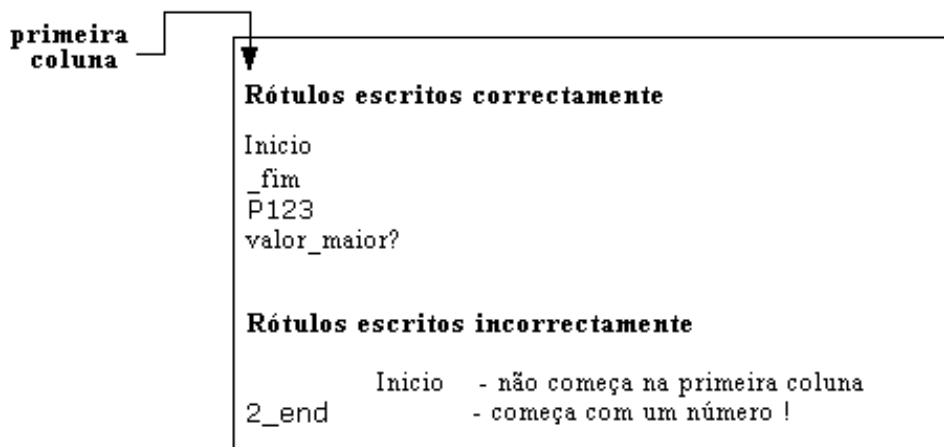 primeira
coluna
Rótulos escritos correctamente
Inicio
_fim
P123
valor_maior?
Rótulos escritos incorrectamente
Inicio - não começa na primeira coluna
2_end - começa com um número !